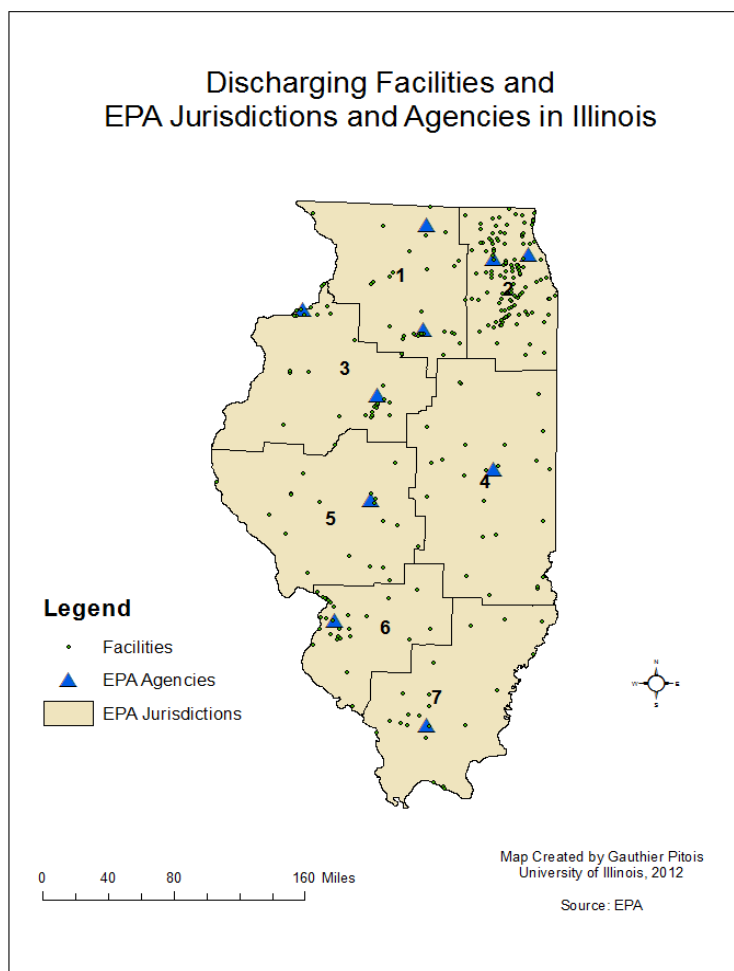 Discharging Facilities and
EPA Jurisdictions and Agencies in Illinois
1
2
3
4
5
6
7
Legend
Facilities
EPA Agencies
EPA Jurisdictions
N
W E
S
0 40 80 160 Miles
Map Created by Gauthier Pitois
University of Illinois, 2012
Source: EPA